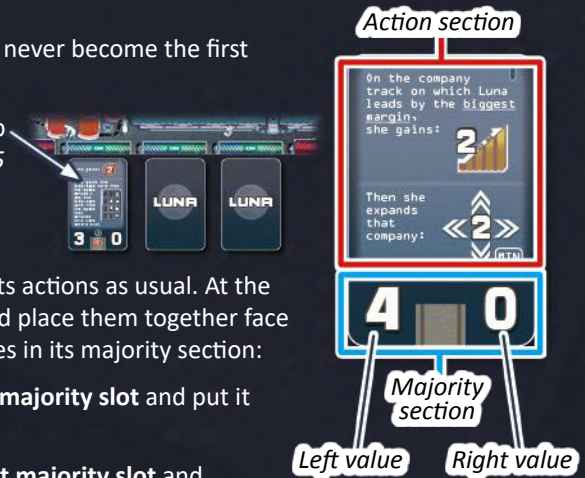 Action section
never become the first
On the company
track on which Luna
leads by the biggest
margin,
she gains:
2
Then she
expands
that
company:
2
MIN
LUNA
LUNA
2
3 0
ts actions as usual. At the
d place them together face
es in its majority section:
4 0
majority slot and put it
Majority
section
Left value
Right value
t majority slot and